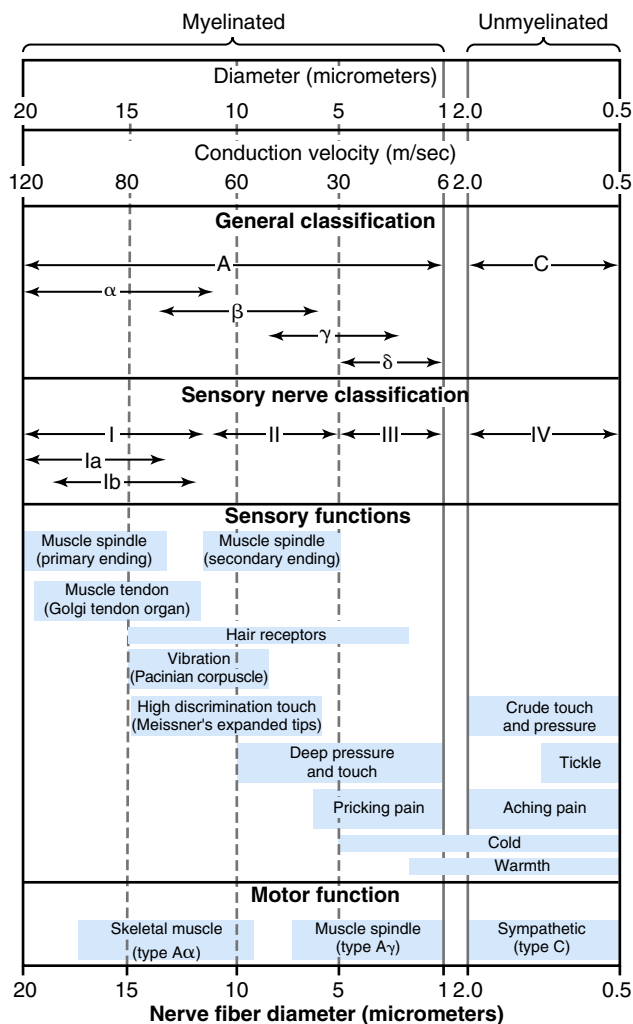 Myelinated Unmyelinated
Diameter (micrometers)
20 15 10 5 1 2.0 0.5
Conduction velocity (m/sec)
120 80 60 30 6 2.0 0.5
General classification
A C
α
β
γ
δ
Sensory nerve classification
I II III IV
Ia
Ib
Sensory functions
Muscle spindle
(primary ending)
Muscle spindle
(secondary ending)
Muscle tendon
(Golgi tendon organ)
Hair receptors
Vibration
(Pacinian corpuscle)
High discrimination touch
(Meissner's expanded tips)
Crude touch
and pressure
Deep pressure
and touch
Tickle
Pricking pain
Aching pain
Cold
Warmth
Motor function
Skeletal muscle
(type Aα)
Muscle spindle
(type Aγ)
Sympathetic
(type C)
20 15 10 5 1 2.0 0.5
Nerve fiber diameter (micrometers)